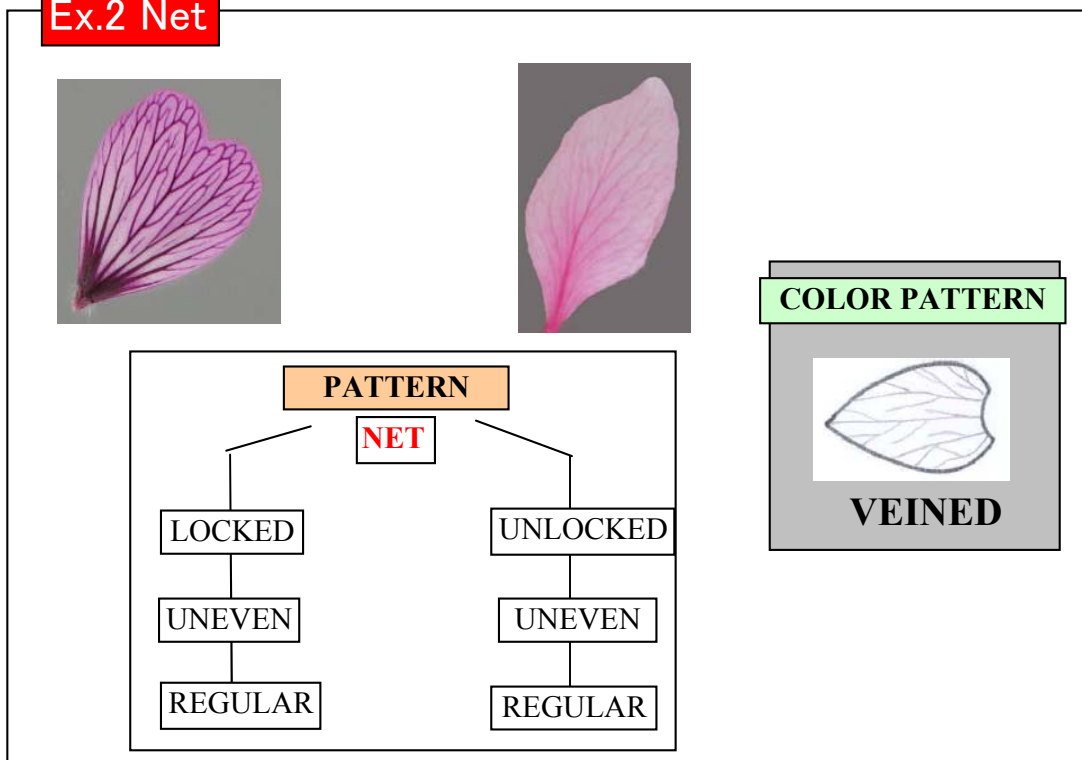 Ex.2 Net
COLOR PATTERN
VEINED
PATTERN
NET
LOCKED
UNLOCKED
UNEVEN
UNEVEN
REGULAR
REGULAR